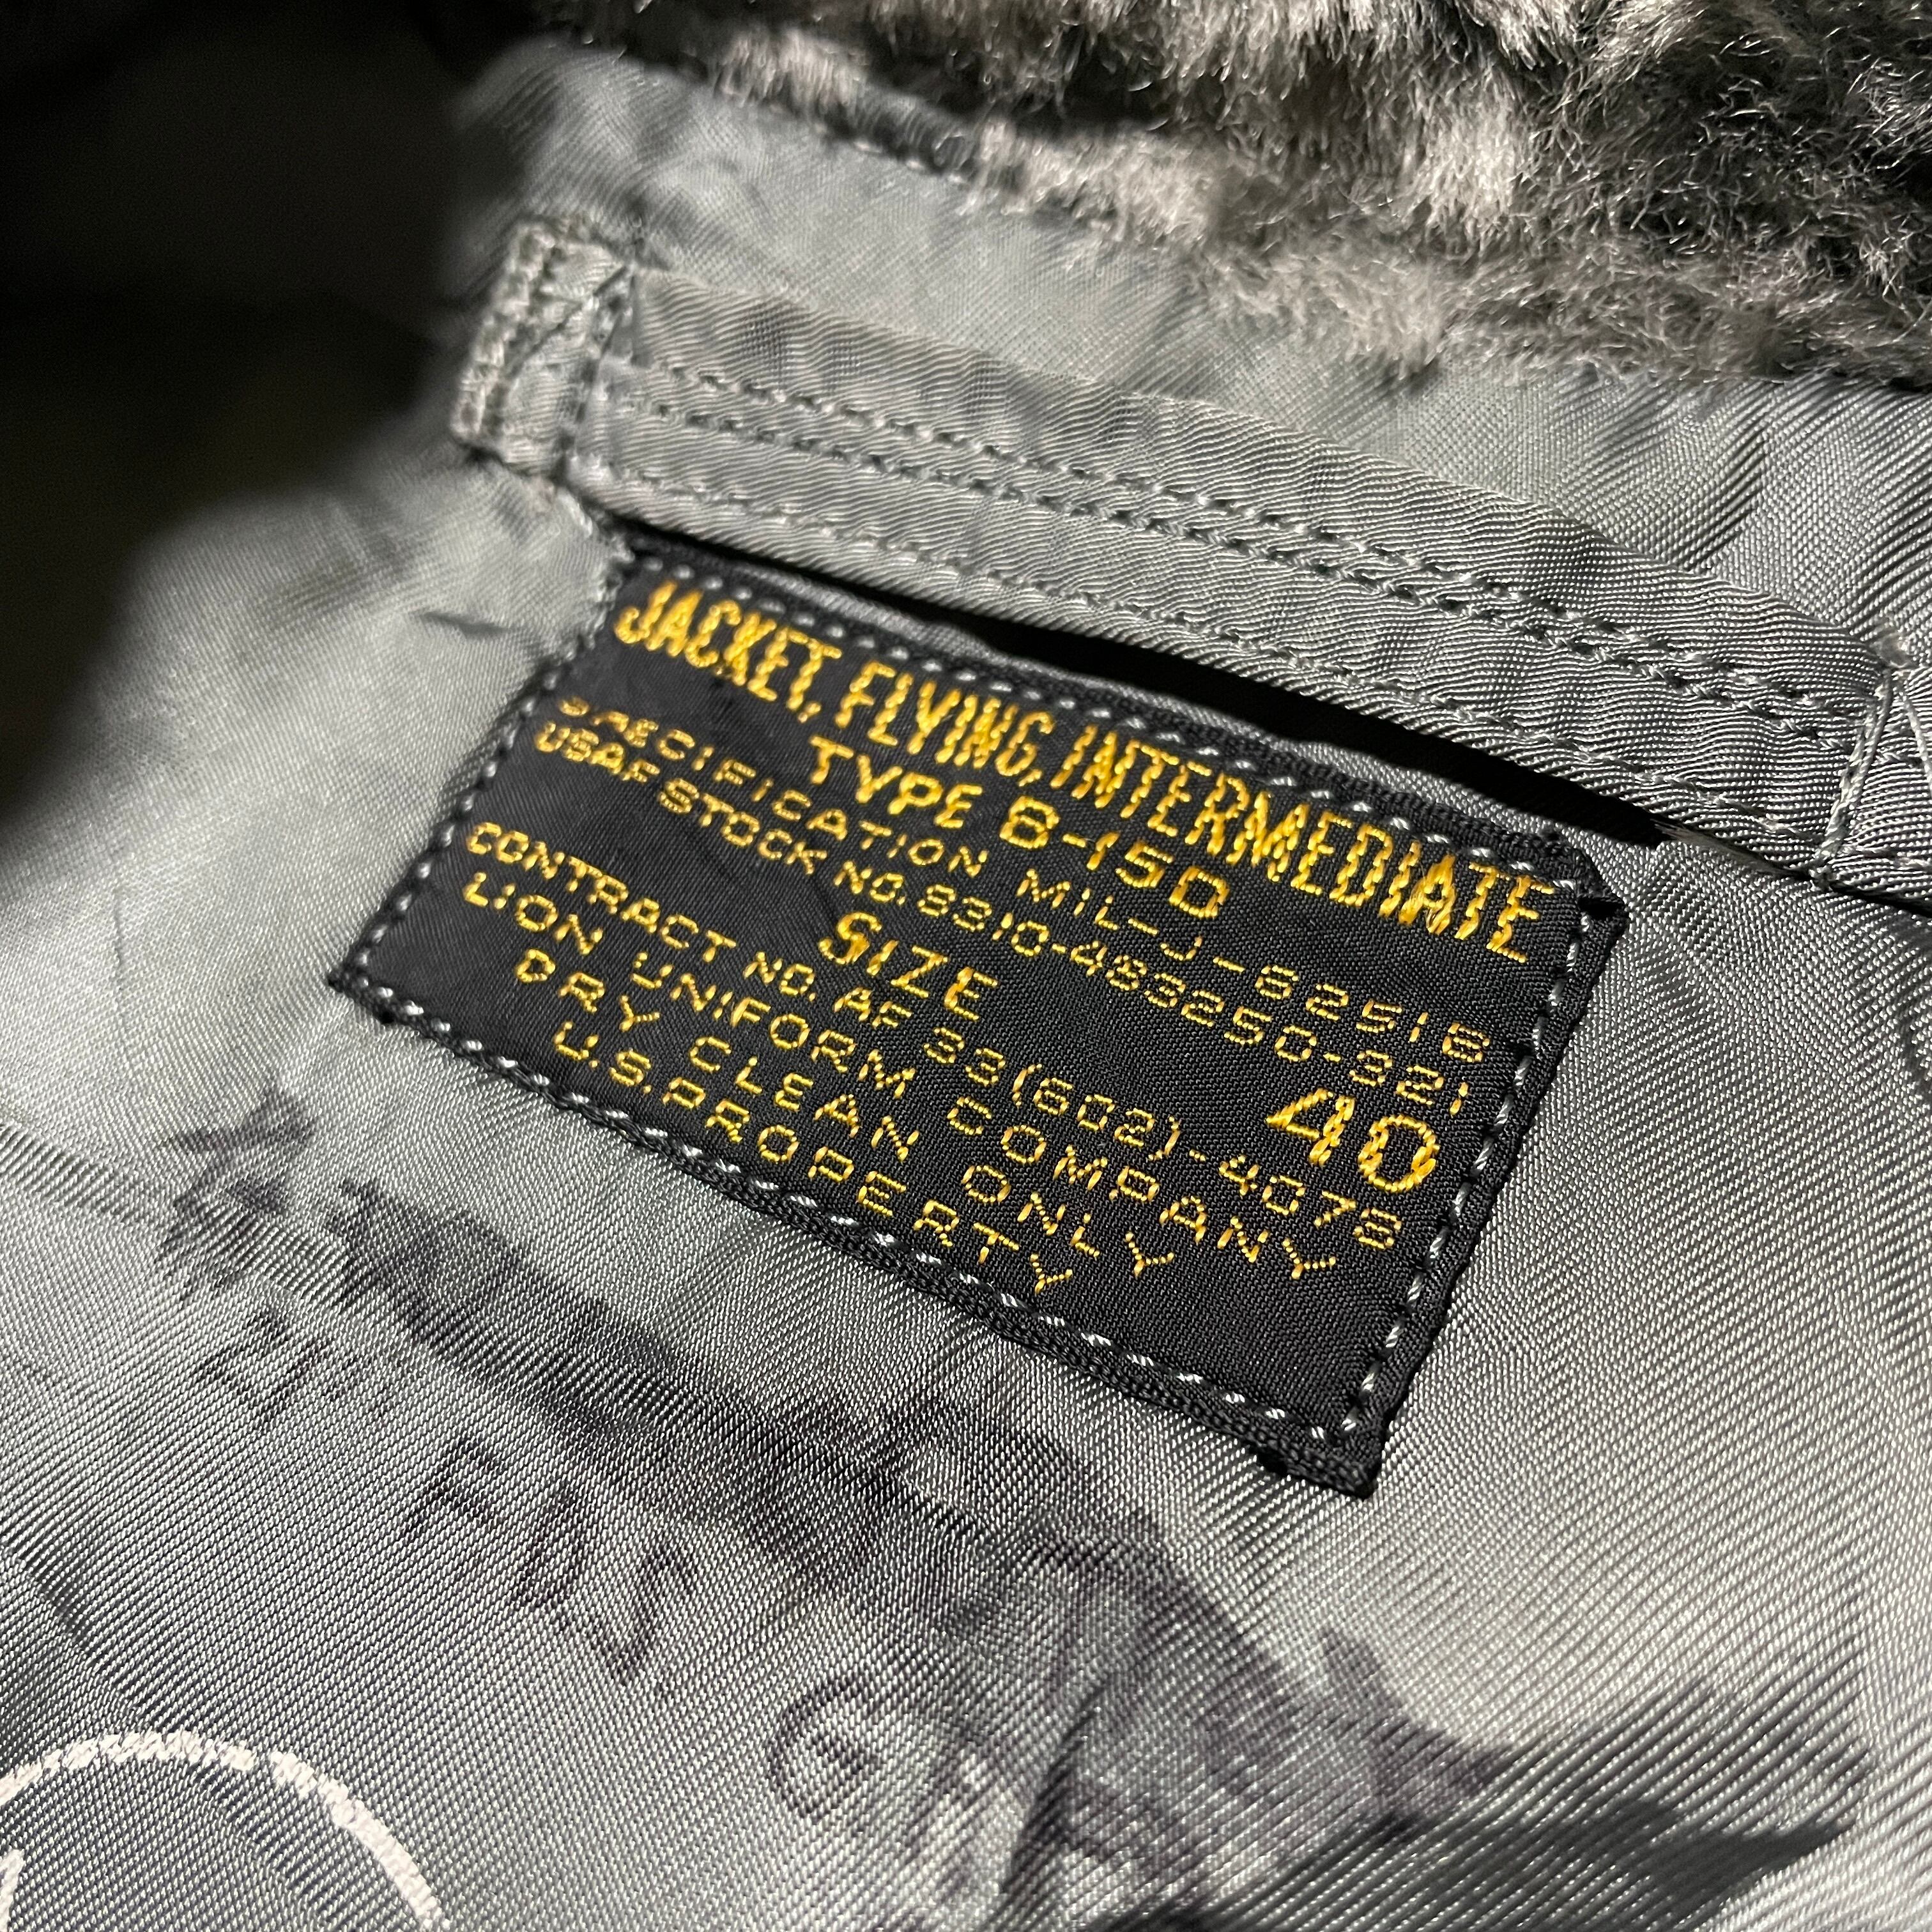 JACKET, FLYING, INTERMEDIATE
TYPE B-15D
SPECIFICATION MIL-J-6251B
USAF STOCK NO. 8310-483250-321
SIZE 40
CONTRACT NO. AF 33(602)-4078
LION UNIFORM COMPANY
DRY CLEAN ONLY
U.S. PROPERTY